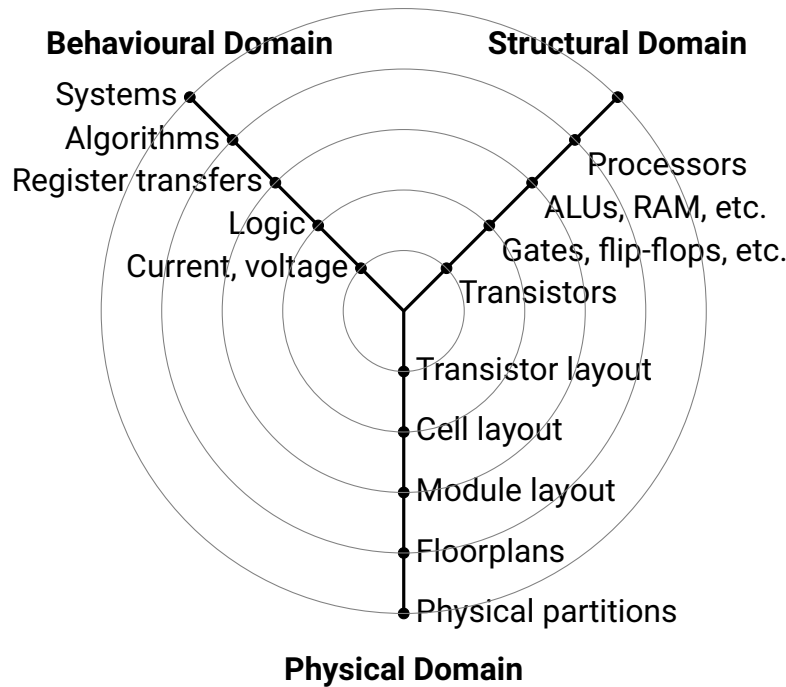 Behavioural Domain
Structural Domain
Systems
Algorithms
Register transfers
Logic
Current, voltage
Processors
ALUs, RAM, etc.
Gates, flip-flops, etc.
Transistors
Transistor layout
Cell layout
Module layout
Floorplans
Physical partitions
Physical Domain